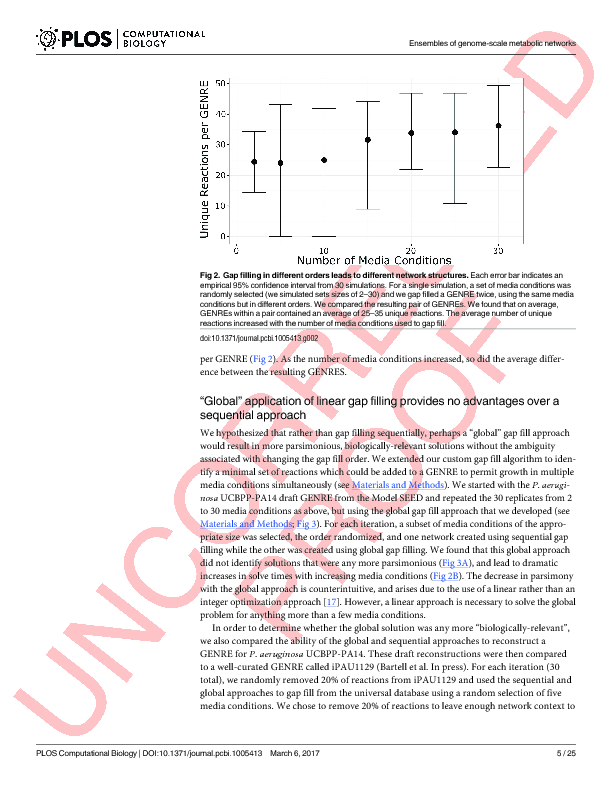 PLOS COMPUTATIONAL BIOLOGY
Ensembles of genome-scale metabolic networks
Unique Reactions per GENRE
50
40
30
20
10
0
0 10 20 30
Number of Media Conditions
Fig 2. Gap filling in different orders leads to different network structures. Each error bar indicates an
empirical 95% confidence interval from 30 simulations. For a single simulation, a set of media conditions was
randomly selected (we simulated sets sizes of 2–30) and we gap filled a GENRE twice, using the same media
conditions but in different orders. We compared the resulting pair of GENREs. We found that on average,
GENREs within a pair contained an average of 25–35 unique reactions. The average number of unique
reactions increased with the number of media conditions used to gap fill.
doi:10.1371/journal.pcbi.1005413.g002
per GENRE (Fig 2). As the number of media conditions increased, so did the average differ-
ence between the resulting GENRES.
“Global” application of linear gap filling provides no advantages over a
sequential approach
We hypothesized that rather than gap filling sequentially, perhaps a “global” gap fill approach
would result in more parsimonious, biologically-relevant solutions without the ambiguity
associated with changing the gap fill order. We extended our custom gap fill algorithm to iden-
tify a minimal set of reactions which could be added to a GENRE to permit growth in multiple
media conditions simultaneously (see Materials and Methods). We started with the P. aerugi-
nosa UCBPP-PA14 draft GENRE from the Model SEED and repeated the 30 replicates from 2
to 30 media conditions as above, but using the global gap fill approach that we developed (see
Materials and Methods; Fig 3). For each iteration, a subset of media conditions of the appro-
priate size was selected, the order randomized, and one network created using sequential gap
filling while the other was created using global gap filling. We found that this global approach
did not identify solutions that were any more parsimonious (Fig 3A), and lead to dramatic
increases in solve times with increasing media conditions (Fig 2B). The decrease in parsimony
with the global approach is counterintuitive, and arises due to the use of a linear rather than an
integer optimization approach [17]. However, a linear approach is necessary to solve the global
problem for anything more than a few media conditions.
In order to determine whether the global solution was any more “biologically-relevant”,
we also compared the ability of the global and sequential approaches to reconstruct a
GENRE for P. aeruginosa UCBPP-PA14. These draft reconstructions were then compared
to a well-curated GENRE called iPAU1129 (Bartell et al. In press). For each iteration (30
total), we randomly removed 20% of reactions from iPAU1129 and used the sequential and
global approaches to gap fill from the universal database using a random selection of five
media conditions. We chose to remove 20% of reactions to leave enough network context to
UNCORRECTED PROOF
PLOS Computational Biology | DOI:10.1371/journal.pcbi.1005413 March 6, 2017
5 / 25